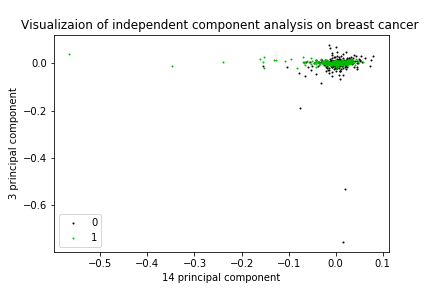 Visualizaion of independent component analysis on breast cancer
0.0
−0.2
−0.4
−0.6
3 principal component
0
1
−0.5 −0.4 −0.3 −0.2 −0.1 0.0 0.1
14 principal component